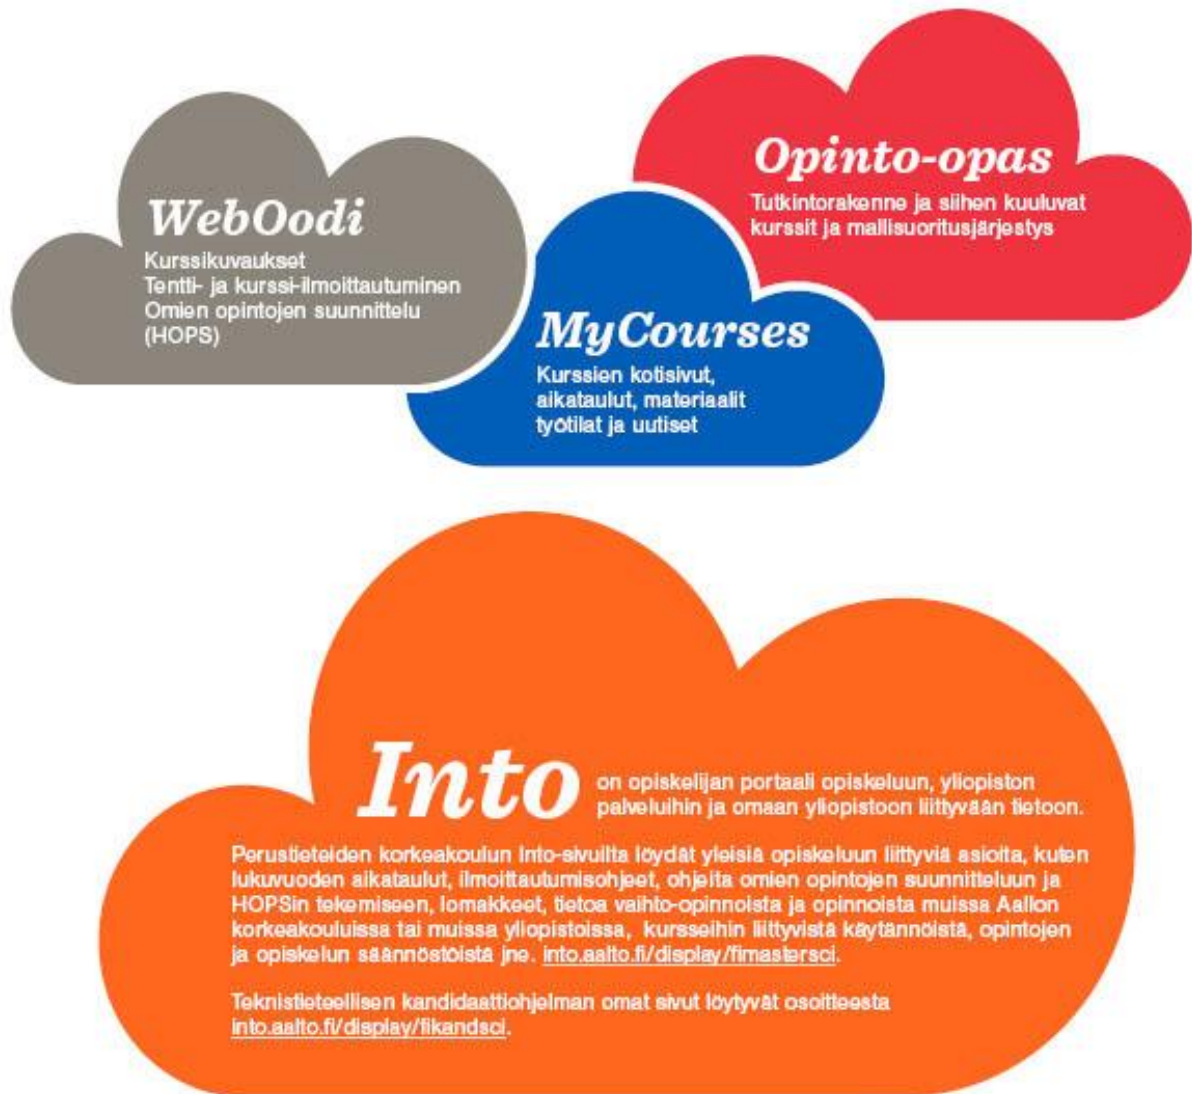 WebOodi
Kurssikuvaukset
Tentti- ja kurssi-ilmoittautuminen
Omien opintojen suunnittelu
(HOPS)
Opinto-opas
Tutkintorakenne ja siihen kuuluvat
kurssit ja mallisuoritusjärjestys
MyCourses
Kurssien kotisivut,
aikataulut, materiaalit
työtilat ja uutiset
Into on opiskelijan portaali opiskeluun, yliopiston
palveluihin ja omaan yliopistoon liittyvään tietoon.
Perustieteiden korkeakoulun Into-sivuilta löydät yleisiä opiskeluun liittyviä asioita, kuten
lukuvuoden aikataulut, ilmoittautumisohjeet, ohjeita omien opintojen suunnitteluun ja
HOPSin tekemiseen, lomakkeet, tietoa vaihto-opinnoista ja opinnoista muissa Aallon
korkeakouluissa tai muissa yliopistoissa, kursseihin liittyvistä käytännöistä, opintojen
ja opiskelun säännöstöistä jne. into.aalto.fi/display/fimastersci.
Teknistieteellisen kandidaattiohjelman omat sivut löytyvät osoitteesta
into.aalto.fi/display/fikandsci.